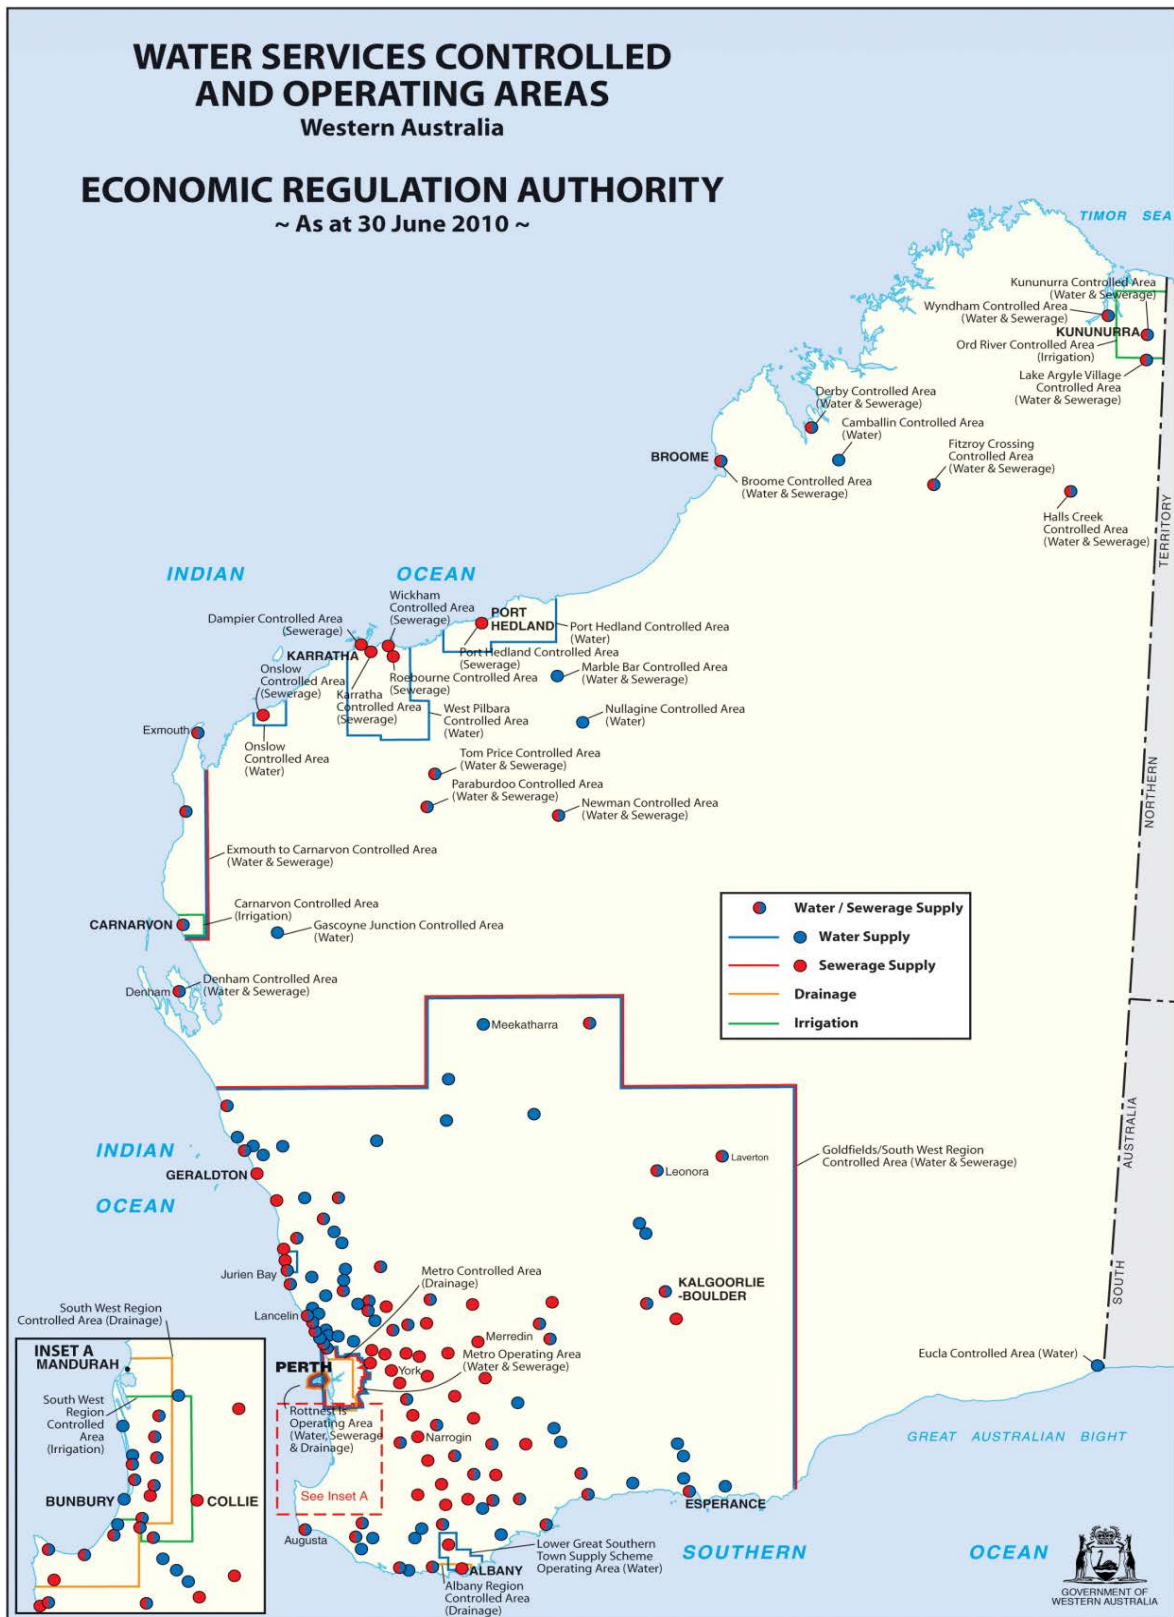 WATER SERVICES CONTROLLED
AND OPERATING AREAS
Western Australia
ECONOMIC REGULATION AUTHORITY
~ As at 30 June 2010 ~
TIMOR SEA
Kununurra Controlled Area
(Water & Sewerage)
Wyndham Controlled Area
(Water & Sewerage)
KUNUNURRA
Ord River Controlled Area
(Irrigation)
Lake Argyle Village
Controlled Area
(Water & Sewerage)
Derby Controlled Area
(Water & Sewerage)
Camballin Controlled Area
(Water)
BROOME
Fitzroy Crossing
Controlled Area
(Water & Sewerage)
Broome Controlled Area
(Water & Sewerage)
Halls Creek
Controlled Area
(Water & Sewerage)
TERRITORY
NORTHERN
INDIAN
OCEAN
Wickham
Controlled Area
(Sewerage)
Dampier Controlled Area
(Sewerage)
PORT
HEDLAND
Port Hedland Controlled Area
(Water)
KARRATHA
Port Hedland Controlled Area
(Sewerage)
Onslow
Controlled Area
(Sewerage)
Roebourne Controlled Area
(Sewerage)
Marble Bar Controlled Area
(Water & Sewerage)
Karratha
Controlled Area
(Sewerage)
West Pilbara
Controlled Area
(Water)
Nullagine Controlled Area
(Water)
Exmouth
Onslow
Controlled Area
(Water)
Tom Price Controlled Area
(Water & Sewerage)
Paraburdoo Controlled Area
(Water & Sewerage)
Newman Controlled Area
(Water & Sewerage)
Exmouth to Carnarvon Controlled Area
(Water & Sewerage)
Carnarvon Controlled Area
(Irrigation)
CARNARVON
Gascoyne Junction Controlled Area
(Water)
Denham Controlled Area
(Water & Sewerage)
Denham
Water / Sewerage Supply
Water Supply
Sewerage Supply
Drainage
Irrigation
Meekatharra
AUSTRALIA
SOUTH
INDIAN
OCEAN
GERALDTON
Laverton
Leonora
Goldfields/South West Region
Controlled Area (Water & Sewerage)
Jurien Bay
Metro Controlled Area
(Drainage)
KALGOORLIE
-BOULDER
South West Region
Controlled Area (Drainage)
Lancelin
Merredin
Metro Operating Area
(Water & Sewerage)
PERTH
York
Eucla Controlled Area (Water)
INSET A
MANDURAH
South West
Region
Controlled
Area
(Irrigation)
BUNBURY
COLLIE
Rottnest Is
Operating Area
(Water, Sewerage
& Drainage)
Narrogin
GREAT AUSTRALIAN BIGHT
See Inset A
ESPERANCE
Augusta
Lower Great Southern
Town Supply Scheme
Operating Area (Water)
SOUTHERN
OCEAN
ALBANY
Albany Region
Controlled Area
(Drainage)
GOVERNMENT OF
WESTERN AUSTRALIA